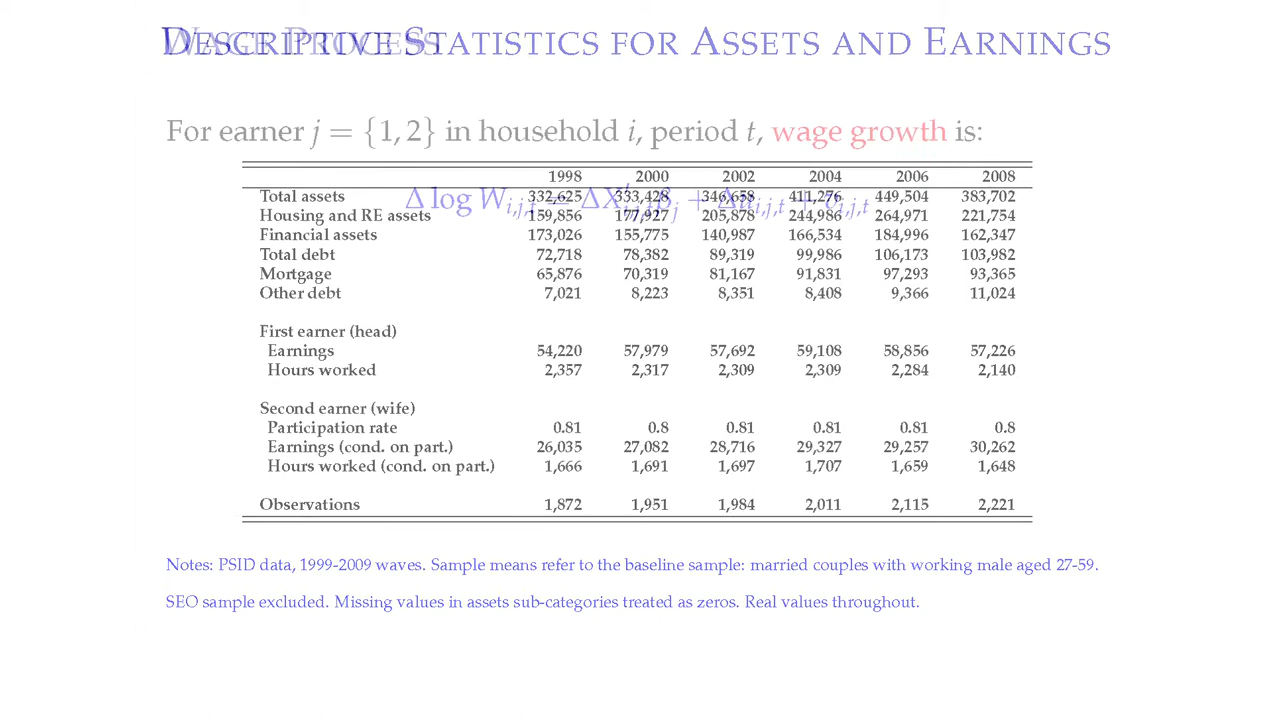 DESCRIPTIVE STATISTICS FOR ASSETS AND EARNINGS
WAGE PROCESS
For earner j = {1, 2} in household i, period t, wage growth is:
Δ log W_{i,j,t} = ΔX'_{i,j,t}β_j + Δu_{i,j,t} + v_{i,j,t}
1998 2000 2002 2004 2006 2008
Total assets 332,625 333,428 346,658 411,276 449,504 383,702
Housing and RE assets 159,856 177,927 205,878 244,986 264,971 221,754
Financial assets 173,026 155,775 140,987 166,534 184,996 162,347
Total debt 72,718 78,382 89,319 99,986 106,173 103,982
Mortgage 65,876 70,319 81,167 91,831 97,293 93,365
Other debt 7,021 8,223 8,351 8,408 9,366 11,024
First earner (head)
Earnings 54,220 57,979 57,692 59,108 58,856 57,226
Hours worked 2,357 2,317 2,309 2,309 2,284 2,140
Second earner (wife)
Participation rate 0.81 0.8 0.81 0.81 0.81 0.8
Earnings (cond. on part.) 26,035 27,082 28,716 29,327 29,257 30,262
Hours worked (cond. on part.) 1,666 1,691 1,697 1,707 1,659 1,648
Observations 1,872 1,951 1,984 2,011 2,115 2,221
Notes: PSID data, 1999-2009 waves. Sample means refer to the baseline sample: married couples with working male aged 27-59.
SEO sample excluded. Missing values in assets sub-categories treated as zeros. Real values throughout.